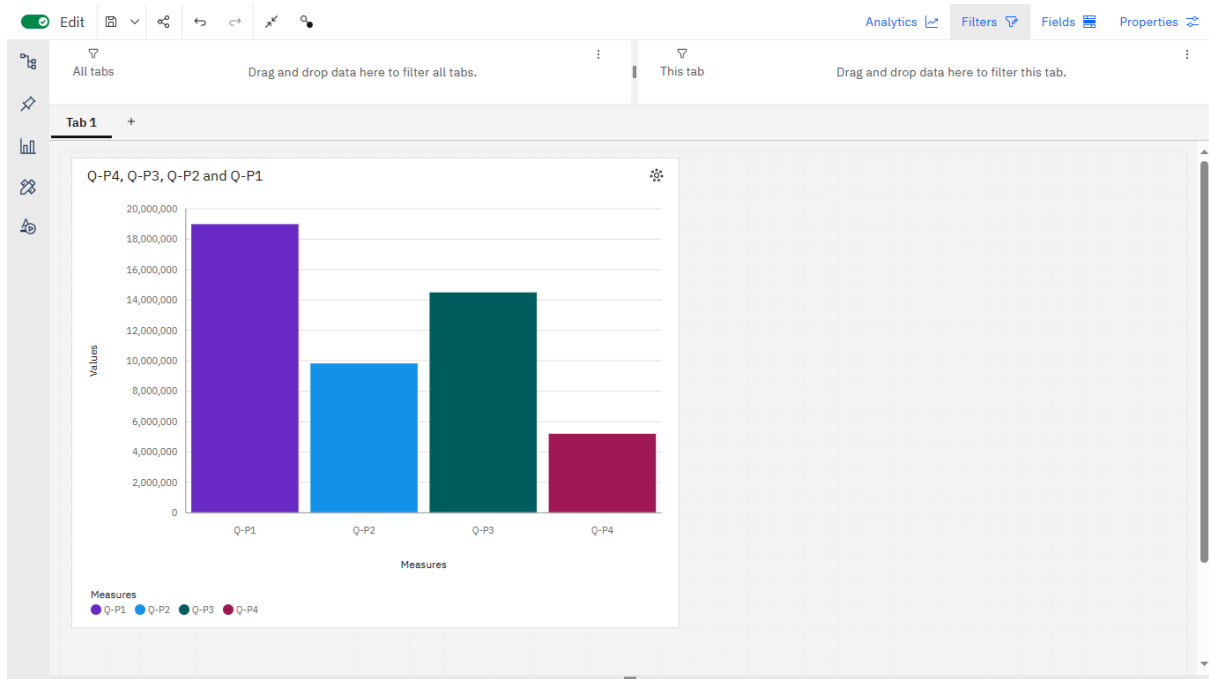 Edit
Analytics
Filters
Fields
Properties
All tabs
Drag and drop data here to filter all tabs.
This tab
Drag and drop data here to filter this tab.
Tab 1
+
Q-P4, Q-P3, Q-P2 and Q-P1
20,000,000
18,000,000
16,000,000
14,000,000
12,000,000
10,000,000
8,000,000
6,000,000
4,000,000
2,000,000
0
Values
Q-P1 Q-P2 Q-P3 Q-P4
Measures
Measures
Q-P1 Q-P2 Q-P3 Q-P4